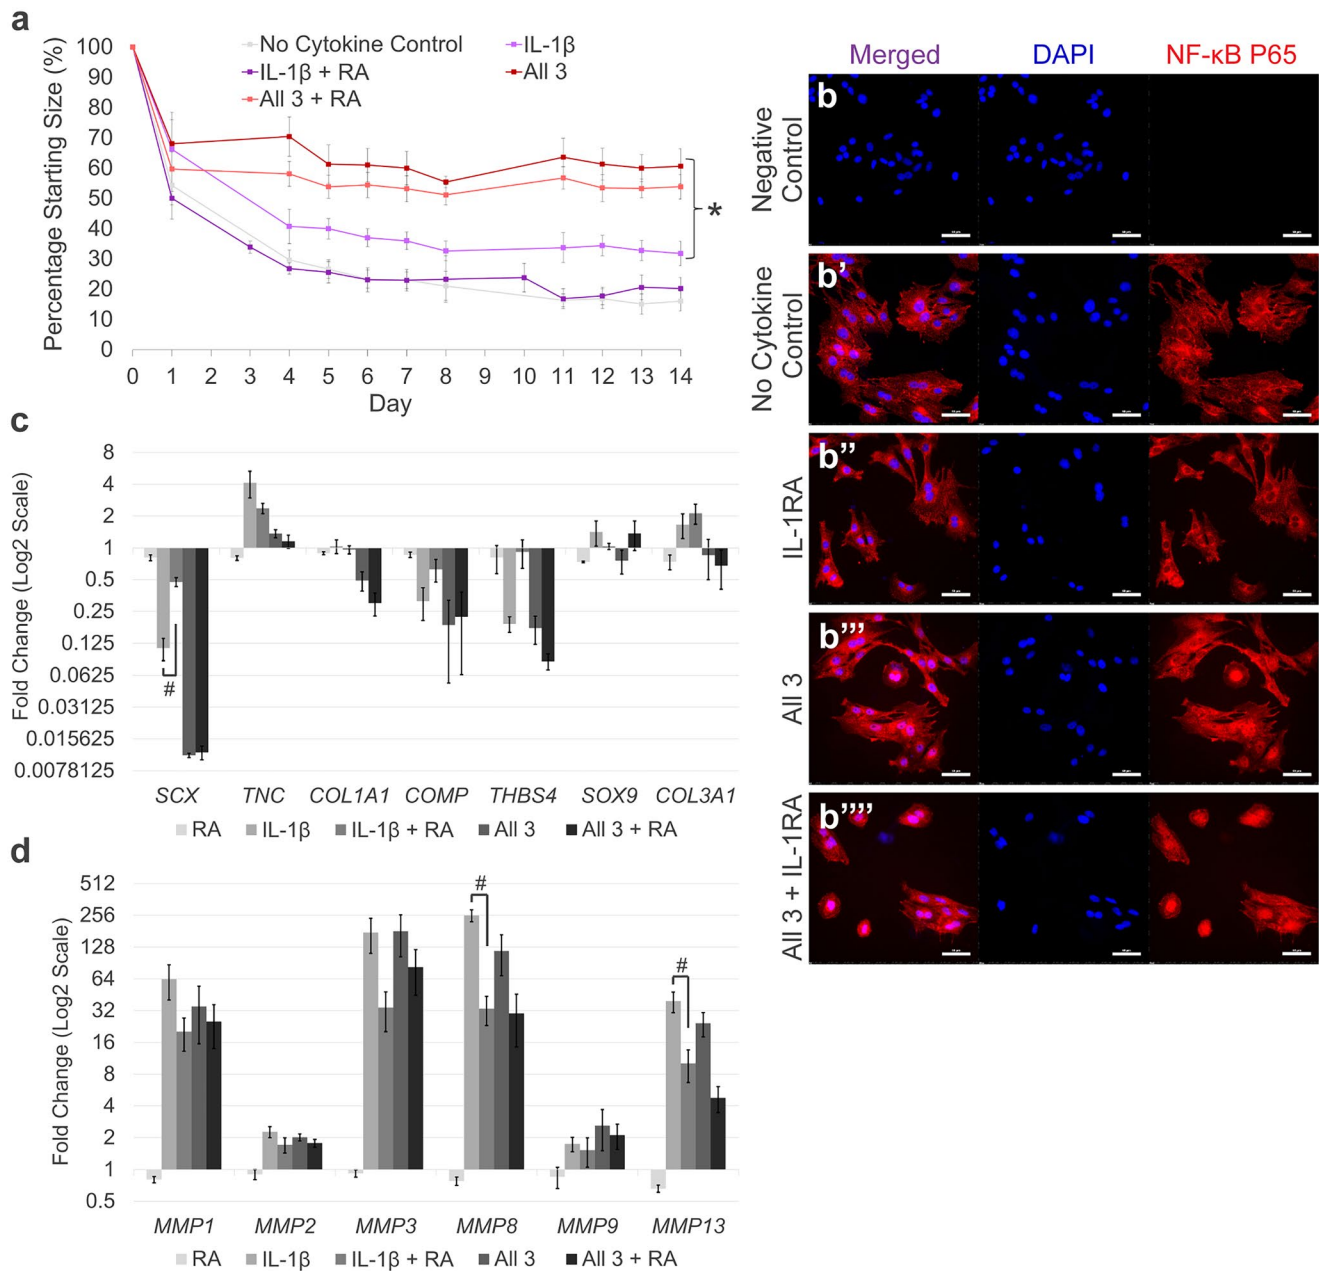 a
Percentage Starting Size (%)
100
90
80
70
60
50
40
30
20
10
0
No Cytokine Control
IL-1β
IL-1β + RA
All 3
All 3 + RA
*
0 1 2 3 4 5 6 7 8 9 10 11 12 13 14
Day
Merged DAPI NF-κB P65
b
Negative Control
b’
No Cytokine Control
b’’
IL-1RA
b’’’
All 3
b’’’’
All 3 + IL-1RA
c
Fold Change (Log2 Scale)
8
4
2
1
0.5
0.25
0.125
0.0625
0.03125
0.015625
0.0078125
#
SCX TNC COL1A1 COMP THBS4 SOX9 COL3A1
RA IL-1β IL-1β + RA All 3 All 3 + RA
d
Fold Change (Log2 Scale)
512
256
128
64
32
16
8
4
2
1
0.5
#
#
MMP1 MMP2 MMP3 MMP8 MMP9 MMP13
RA IL-1β IL-1β + RA All 3 All 3 + RA